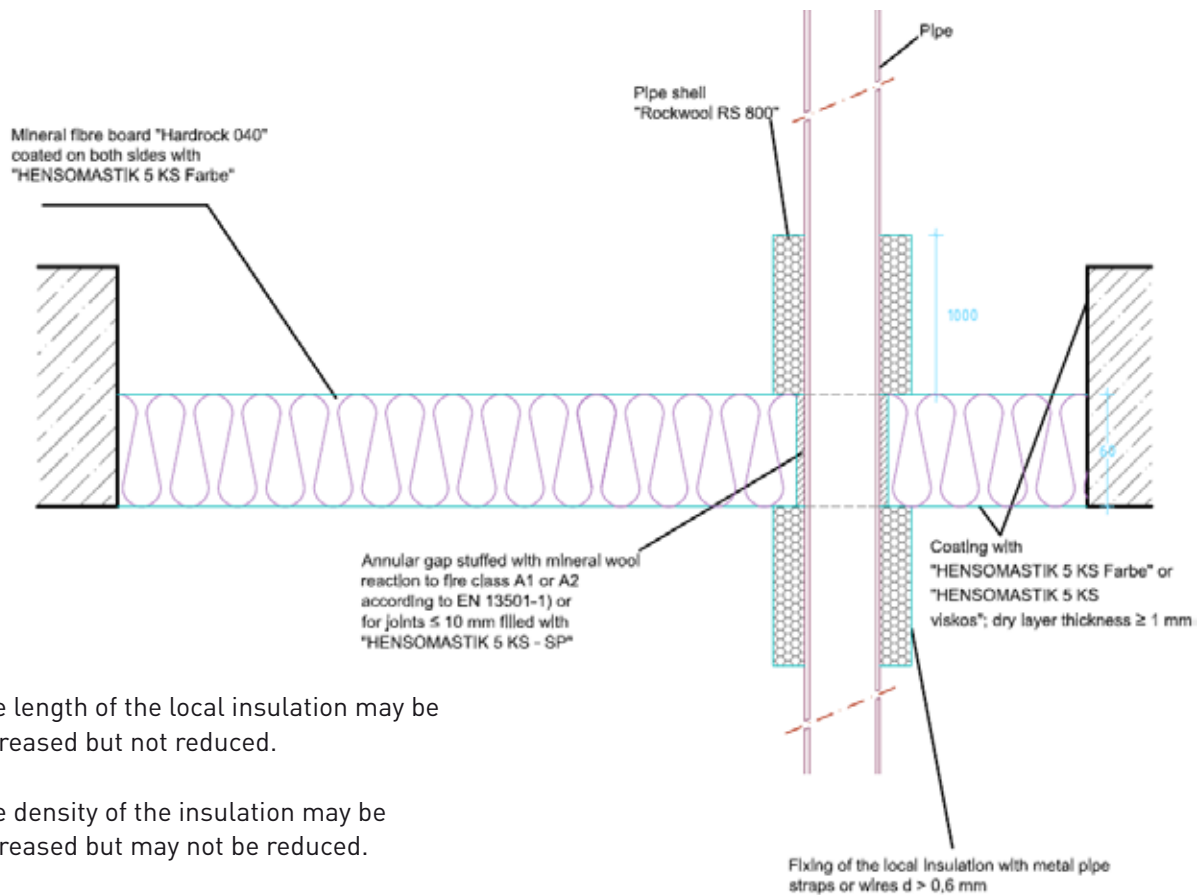 Pipe
Pipe shell
"Rockwool RS 800"
Mineral fibre board "Hardrock 040"
coated on both sides with
"HENSOMASTIK 5 KS Farbe"
1000
60
Annular gap stuffed with mineral wool
reaction to fire class A1 or A2
according to EN 13501-1) or
for joints ≤ 10 mm filled with
"HENSOMASTIK 5 KS - SP"
Coating with
"HENSOMASTIK 5 KS Farbe" or
"HENSOMASTIK 5 KS
viskos"; dry layer thickness ≥ 1 mm
e length of the local insulation may be
reased but not reduced.
e density of the insulation may be
reased but may not be reduced.
Fixing of the local insulation with metal pipe
straps or wires d > 0,6 mm